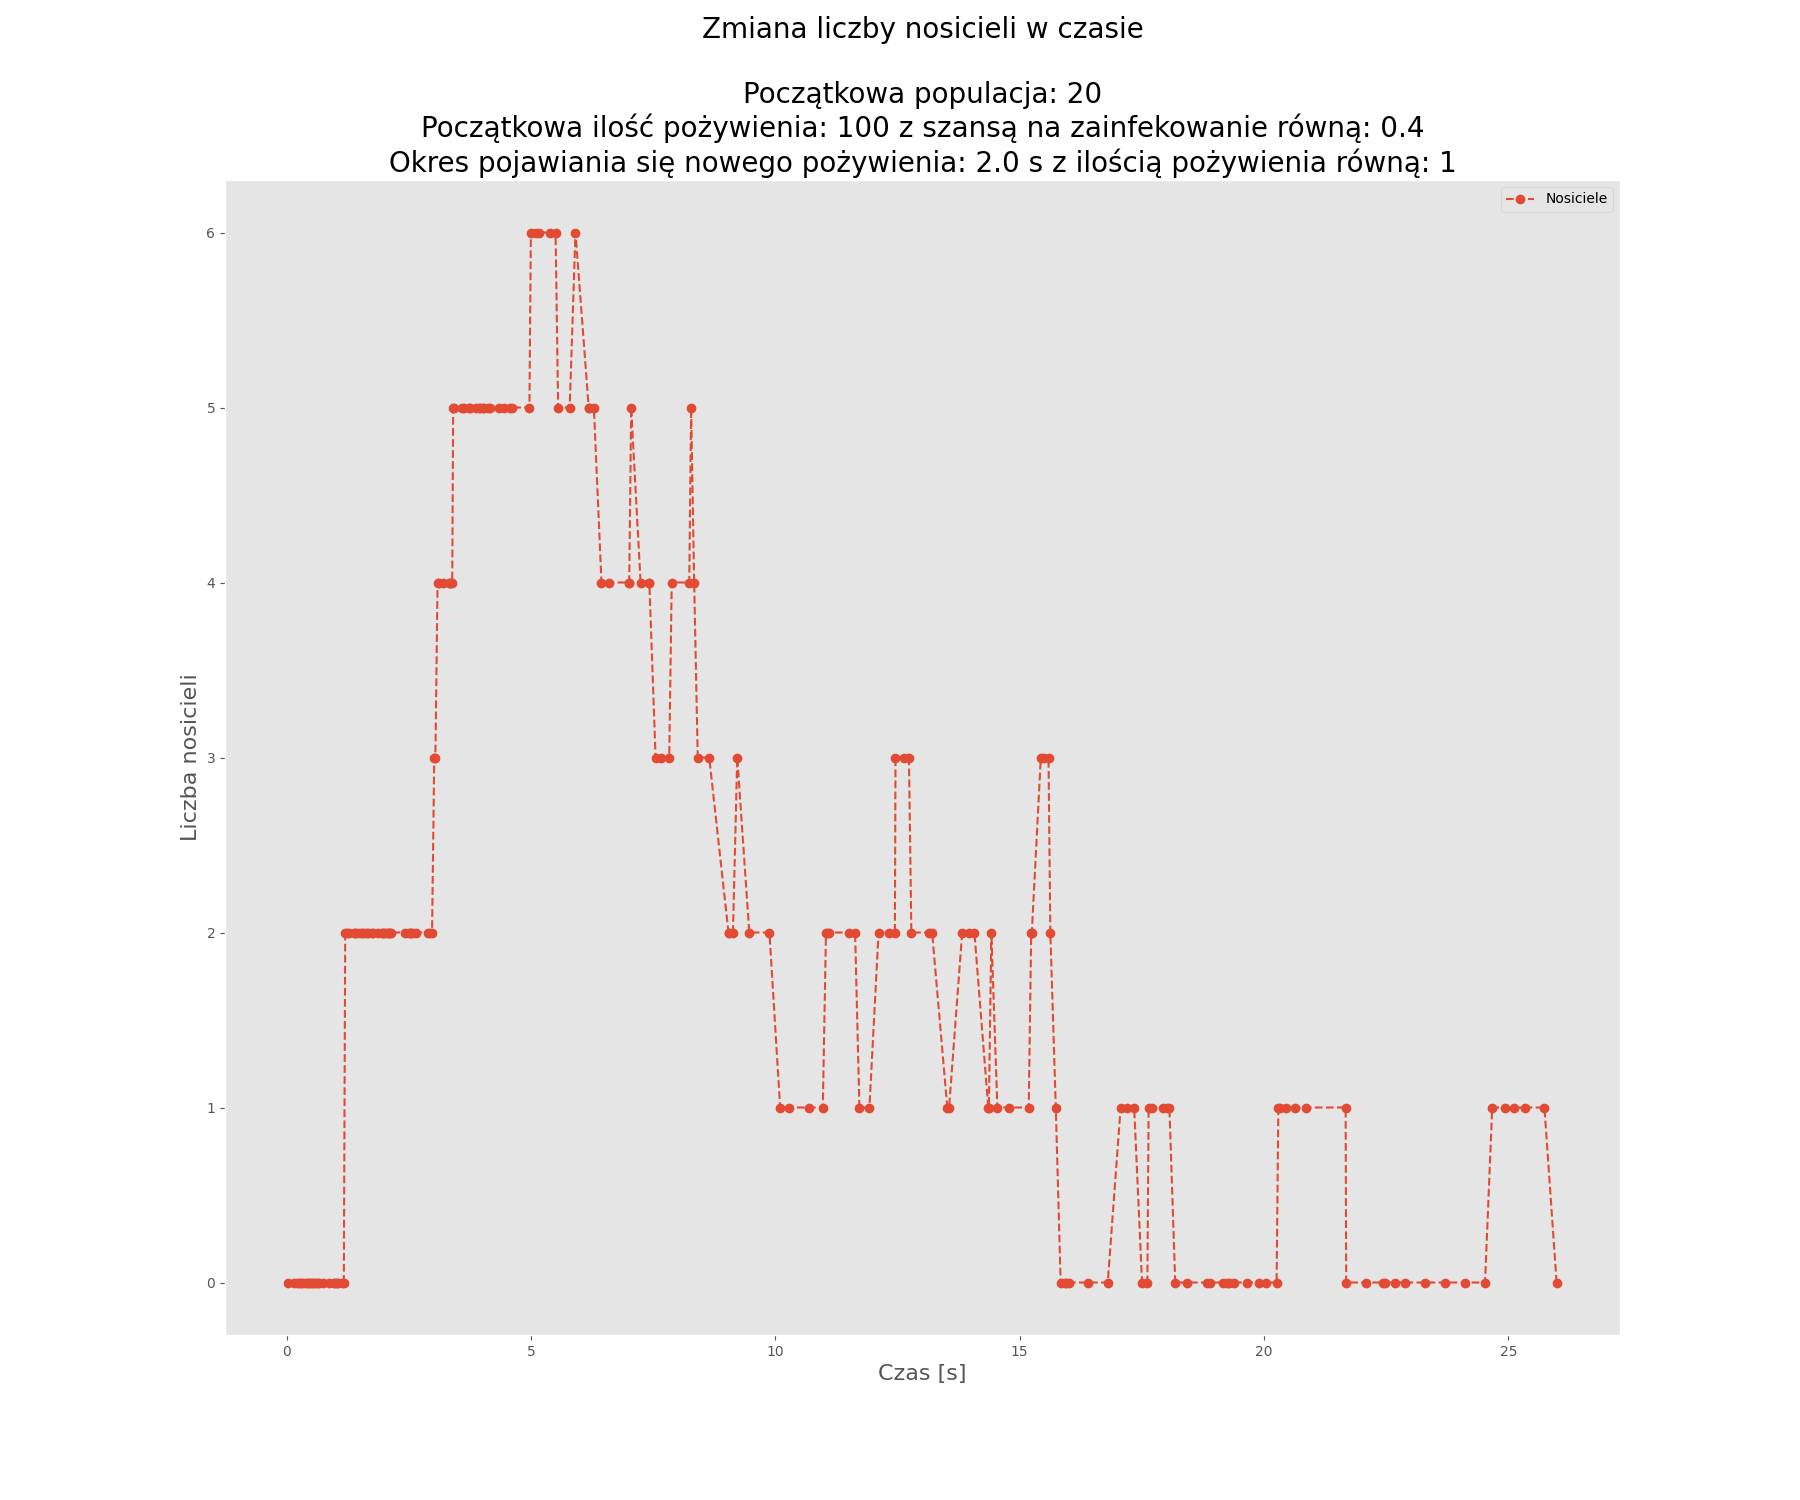 Zmiana liczby nosicieli w czasie
Początkowa populacja: 20
Początkowa ilość pożywienia: 100 z szansą na zainfekowanie równą: 0.4
Okres pojawiania się nowego pożywienia: 2.0 s z ilością pożywienia równą: 1
Nosiciele
6
5
4
3
2
1
0
Liczba nosicieli
0 5 10 15 20 25
Czas [s]